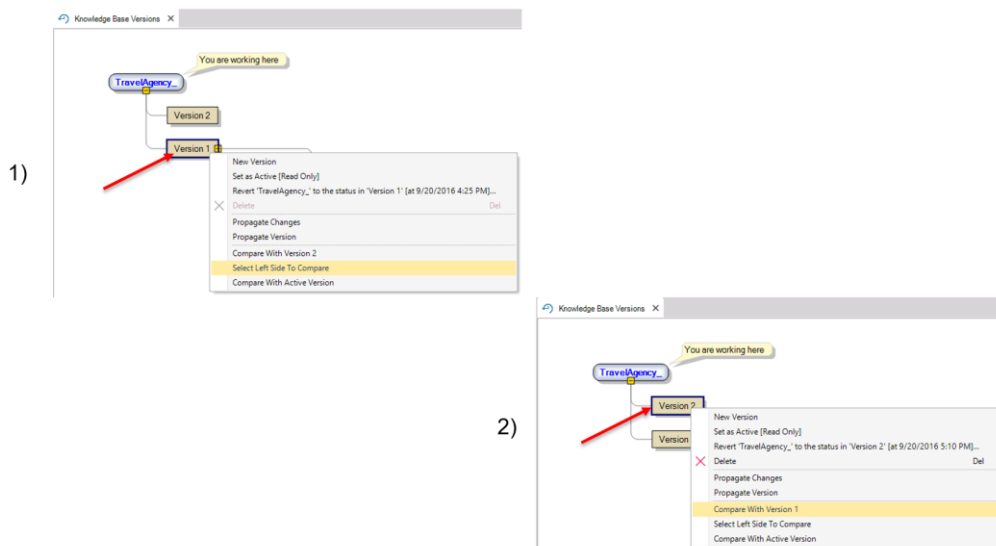 Knowledge Base Versions X
You are working here
TravelAgency_
Version 2
Version 1
1)
New Version
Set as Active [Read Only]
Revert 'TravelAgency_' to the status in 'Version 1' [at 9/20/2016 4:25 PM]...
Delete Del
Propagate Changes
Propagate Version
Compare With Version 2
Select Left Side To Compare
Compare With Active Version
Knowledge Base Versions X
You are working here
TravelAgency_
Version 2
2)
Version
New Version
Set as Active [Read Only]
Revert 'TravelAgency_' to the status in 'Version 2' [at 9/20/2016 5:10 PM]...
Delete Del
Propagate Changes
Propagate Version
Compare With Version 1
Select Left Side To Compare
Compare With Active Version